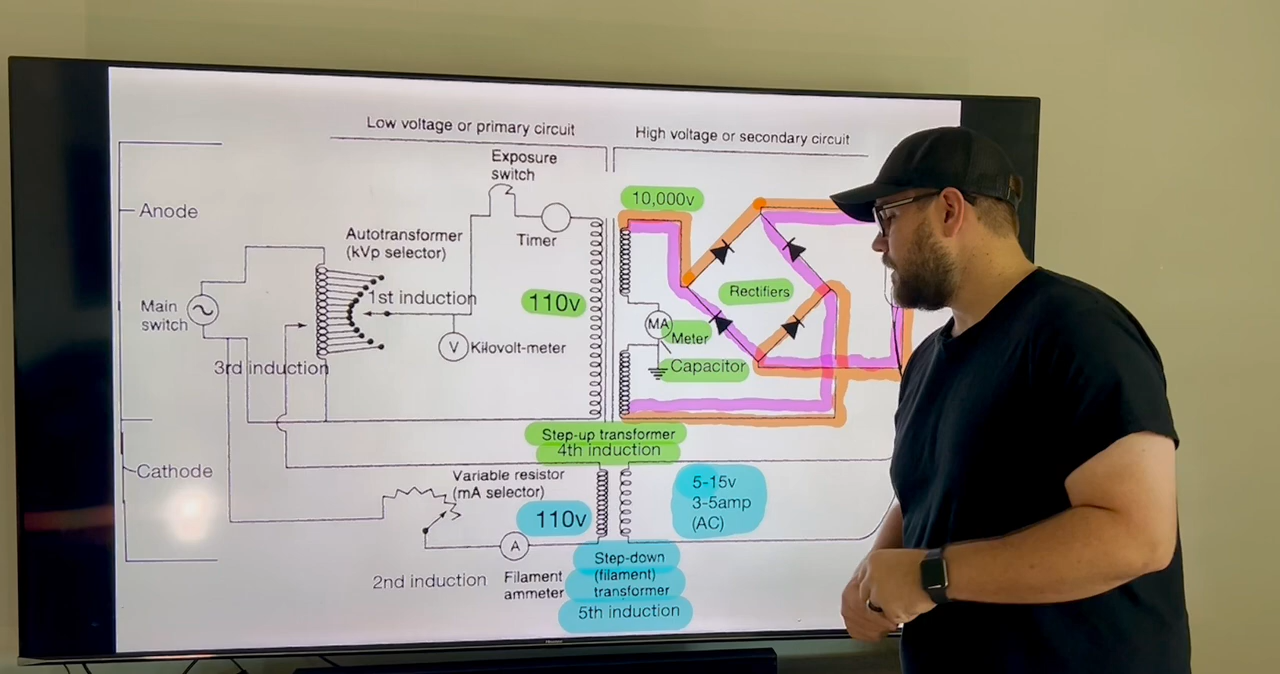 Low voltage or primary circuit
High voltage or secondary circuit
Exposure
switch
10,000v
Anode
Timer
Autotransformer
(kVp selector)
Rectifiers
1st induction
110v
Main
switch
MA
Meter
V
Kilovolt-meter
3rd induction
Capacitor
Step-up transformer
4th induction
Cathode
Variable resistor
(mA selector)
5-15v
3-5amp
(AC)
110v
A
Step-down
(filament)
transformer
2nd induction
Filament
ammeter
5th induction